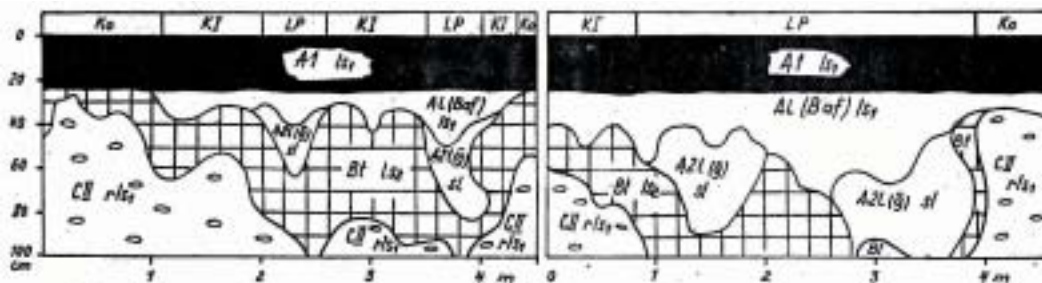 Ko KI LP KI LP KI Ko
KI LP Ko
0
20
40
60
80
100
cm
A1 ls₁
AL (Baf) ls₁
A2L(g) sl
A2L(g) sl
Bt ls₂
CII rls₁
CII rls₁
CII rls₁
1 2 3 4 m
A1 ls₁
AL (Baf) ls₁
A2L(g) sl
Bt ls₂
CII rls₁
A2L(g) sl
Bt
Bt
CII rls₁
0 1 2 3 4 m